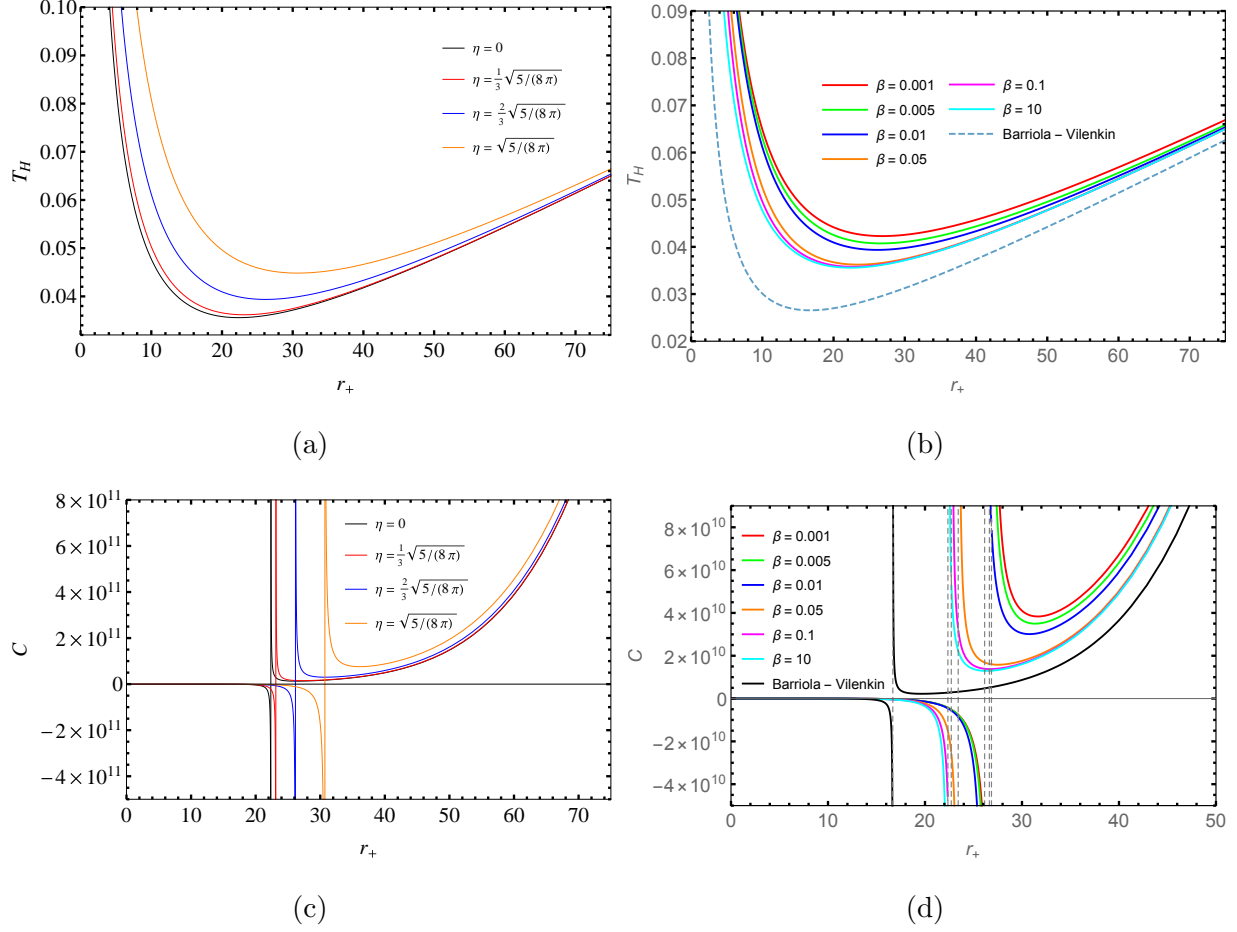 0.10
0.09
0.08
0.07
0.06
0.05
0.04
T_H
0 10 20 30 40 50 60 70
r_+
η = 0
η = 1/3 √5/(8 π)
η = 2/3 √5/(8 π)
η = √5/(8 π)
(a)
0.09
0.08
0.07
0.06
0.05
0.04
0.03
0.02
T_H
0 10 20 30 40 50 60 70
r_+
β = 0.001
β = 0.005
β = 0.01
β = 0.05
β = 0.1
β = 10
Barriola – Vilenkin
(b)
8 × 10^11
6 × 10^11
4 × 10^11
2 × 10^11
0
−2 × 10^11
−4 × 10^11
C
0 10 20 30 40 50 60 70
r_+
η = 0
η = 1/3 √5/(8 π)
η = 2/3 √5/(8 π)
η = √5/(8 π)
(c)
8 × 10^10
6 × 10^10
4 × 10^10
2 × 10^10
0
−2 × 10^10
−4 × 10^10
C
0 10 20 30 40 50
r_+
β = 0.001
β = 0.005
β = 0.01
β = 0.05
β = 0.1
β = 10
Barriola – Vilenkin
(d)